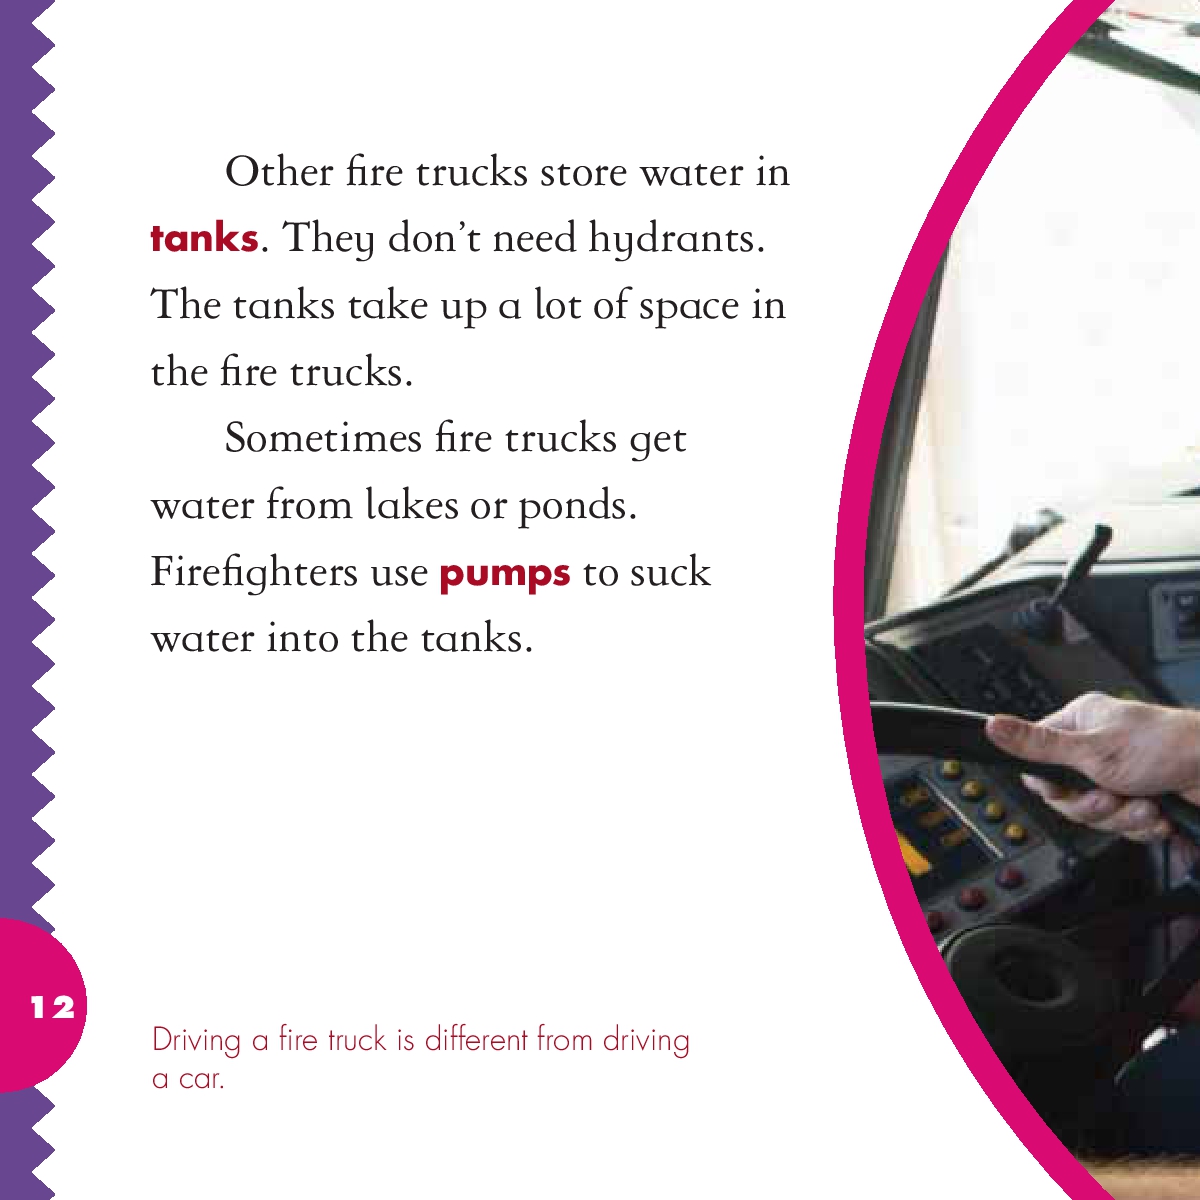 Other fire trucks store water in
tanks. They don’t need hydrants.
The tanks take up a lot of space in
the fire trucks.
Sometimes fire trucks get
water from lakes or ponds.
Firefighters use pumps to suck
water into the tanks.
12
Driving a fire truck is different from driving
a car.